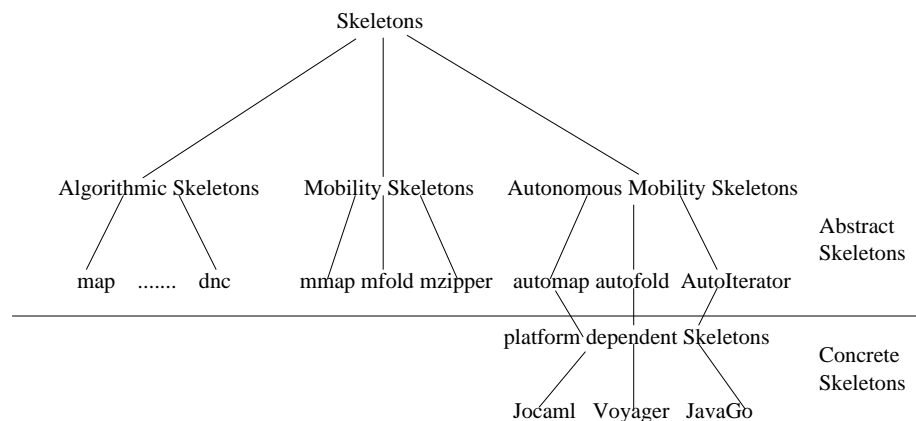 Skeletons
Algorithmic Skeletons Mobility Skeletons Autonomous Mobility Skeletons
Abstract
Skeletons
map ....... dnc mmap mfold mzipper automap autofold AutoIterator
platform dependent Skeletons
Concrete
Skeletons
Jocaml Voyager JavaGo